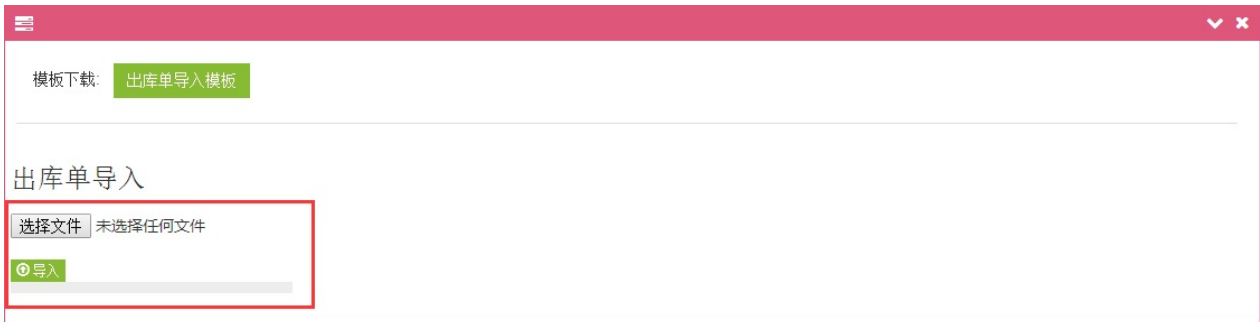 模板下载: 出库单导入模板
出库单导入
选择文件 未选择任何文件
导入